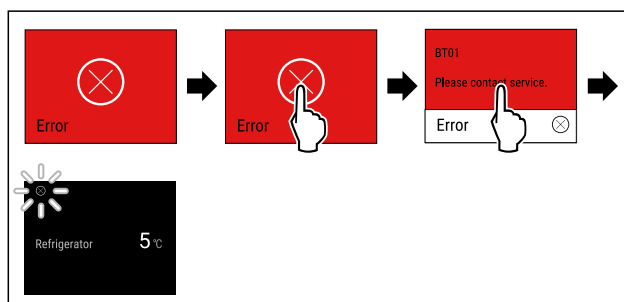 Error
Error
BT01
Please contact service.
Error
Refrigerator 5 °C